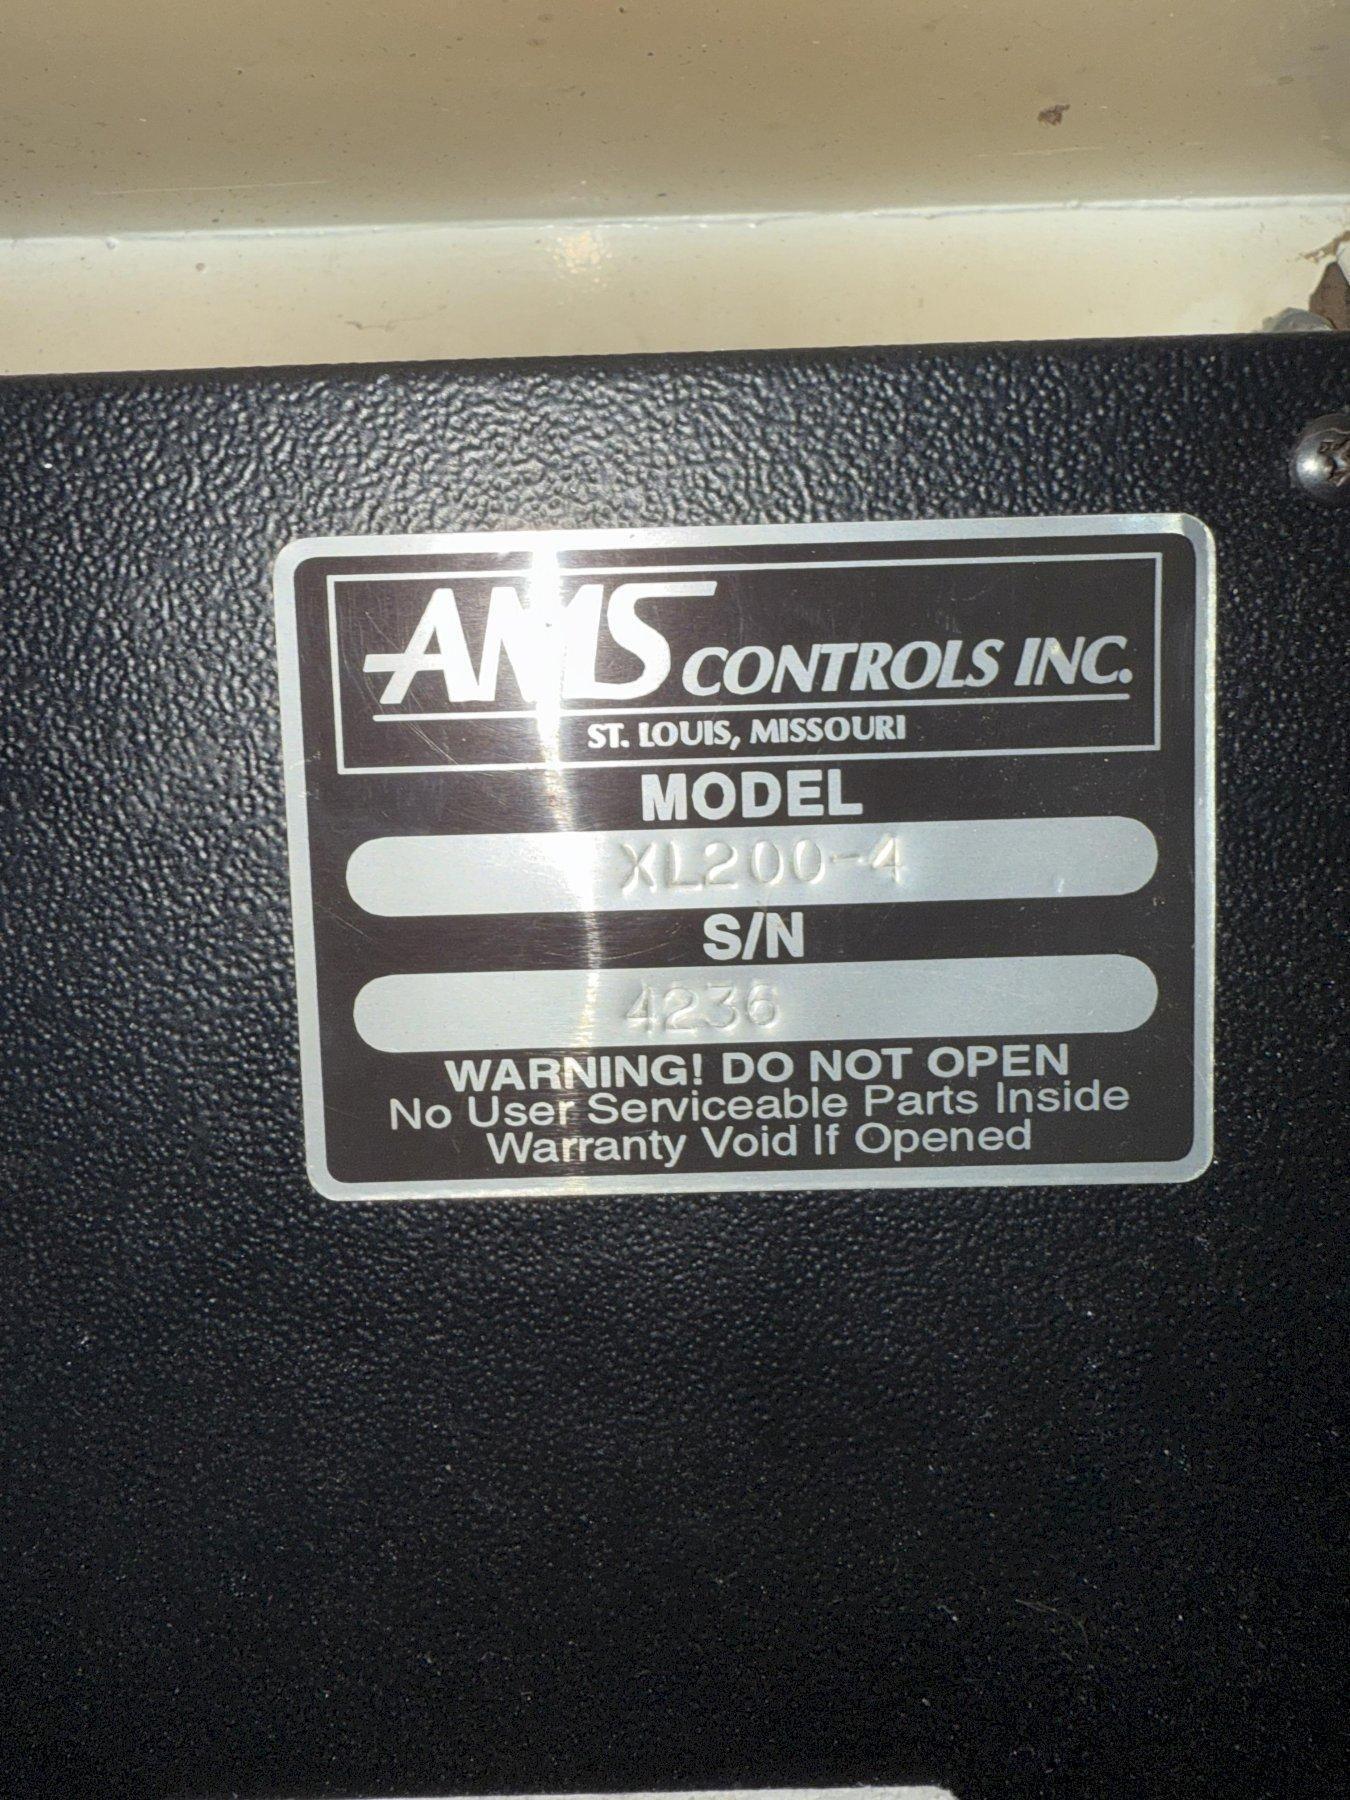 AMS CONTROLS INC.
ST. LOUIS, MISSOURI
MODEL
XL200-4
S/N
4236
WARNING! DO NOT OPEN
No User Serviceable Parts Inside
Warranty Void If Opened